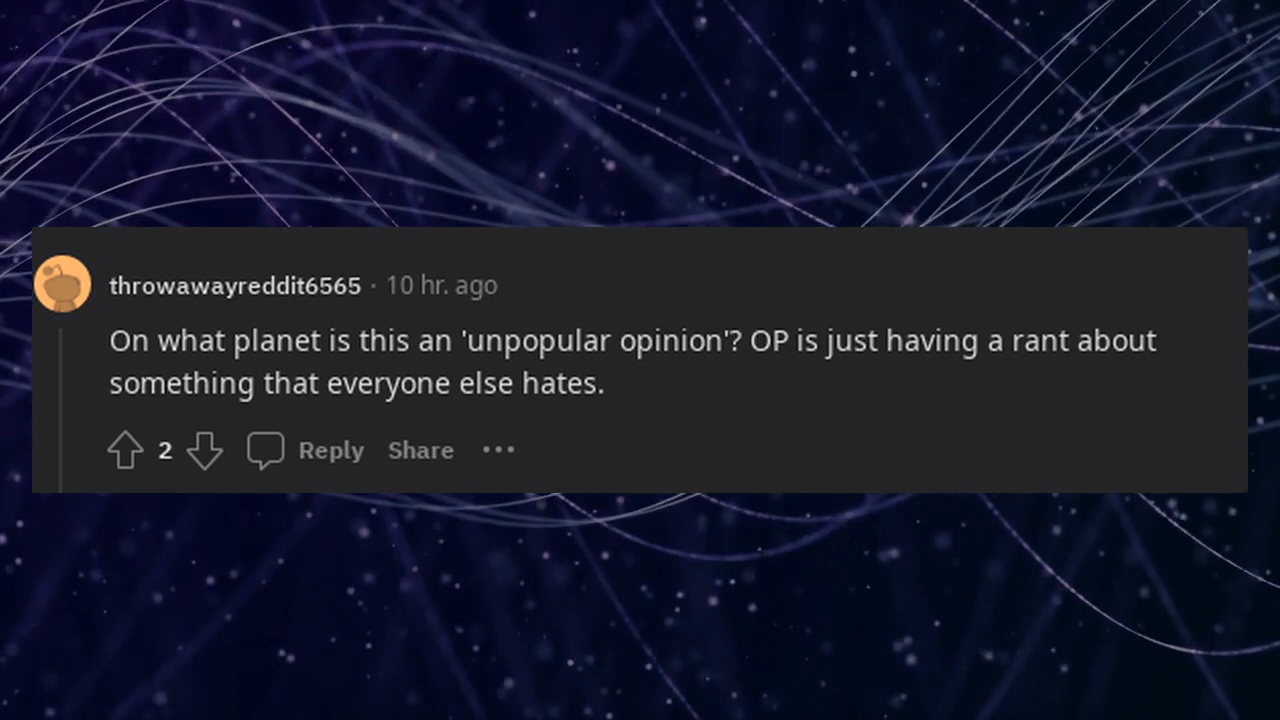 throwawayreddit6565 · 10 hr. ago
On what planet is this an 'unpopular opinion'? OP is just having a rant about
something that everyone else hates.
2 Reply Share •••